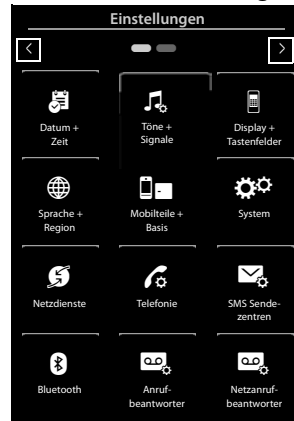 Einstellungen
Datum +
Zeit
Töne +
Signale
Display +
Tastenfelder
Sprache +
Region
Mobilteile +
Basis
System
Netzdienste
Telefonie
SMS Sende-
zentren
Bluetooth
Anruf-
beantworter
Netzanruf-
beantworter